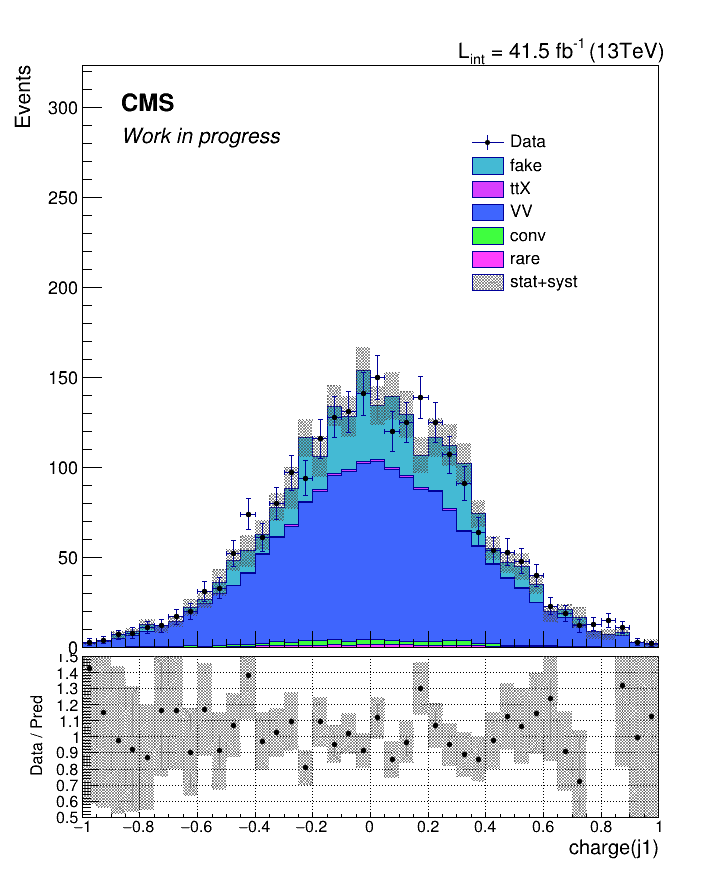 L_int = 41.5 fb^-1 (13TeV)
Events
CMS
Work in progress
300
250
200
150
100
50
0
Data
fake
ttX
VV
conv
rare
stat+syst
Data / Pred
1.5
1.4
1.3
1.2
1.1
1
0.9
0.8
0.7
0.6
0.5
−1 −0.8 −0.6 −0.4 −0.2 0 0.2 0.4 0.6 0.8 1
charge(j1)